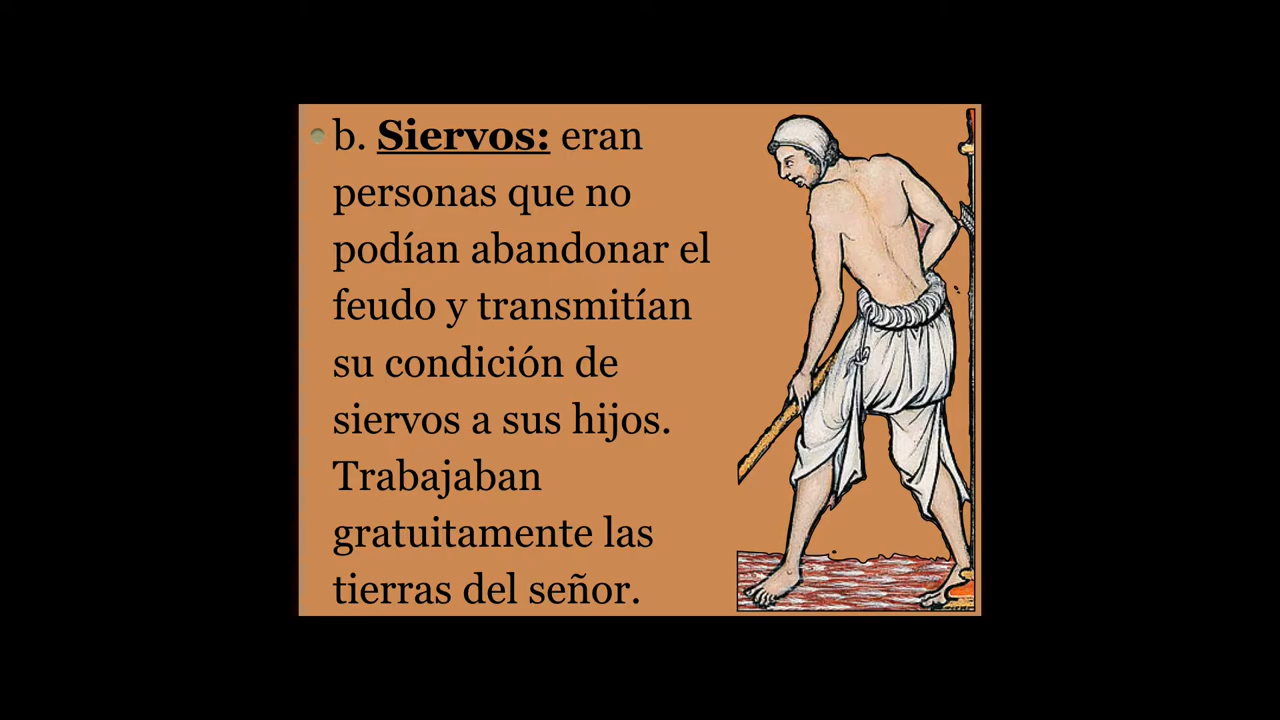 b. Siervos: eran
personas que no
podían abandonar el
feudo y transmitían
su condición de
siervos a sus hijos.
Trabajaban
gratuitamente las
tierras del señor.